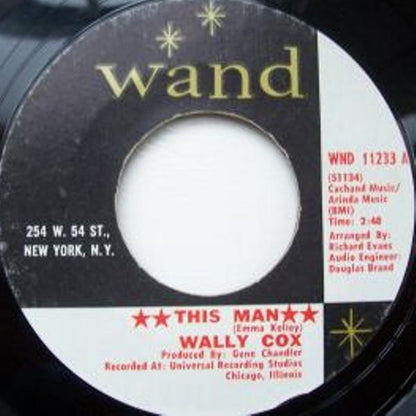 wand
WND 11233 A
(51134)
Cachand Music/
Arinda Music
(BMI)
Time: 2:40
Arranged By:
Richard Evans
Audio Engineer:
Douglas Brand
254 W. 54 ST.,
NEW YORK, N.Y.
★★THIS MAN★★
(Emma Kelley)
WALLY COX
Produced By: Gene Chandler
Recorded At: Universal Recording Studios
Chicago, Illinois